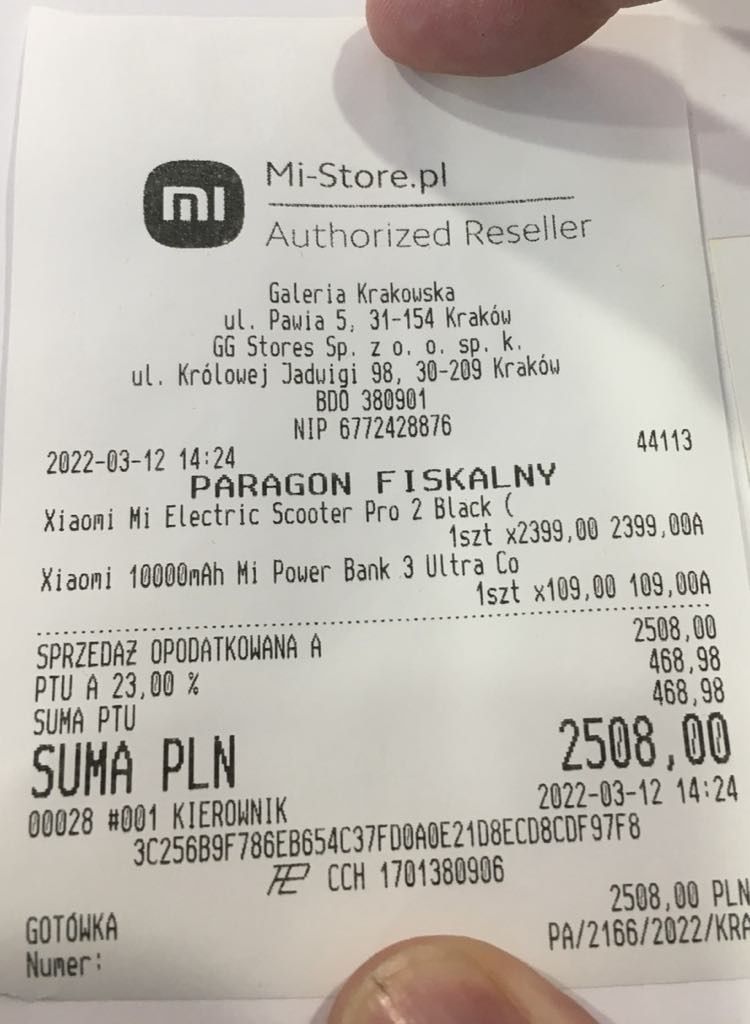 mi
Mi-Store.pl
Authorized Reseller
Galeria Krakowska
ul. Pawia 5, 31-154 Kraków
GG Stores Sp. z o. o. sp. k.
ul. Królowej Jadwigi 98, 30-209 Kraków
BDO 380901
NIP 6772428876
2022-03-12 14:24 44113
PARAGON FISKALNY
Xiaomi Mi Electric Scooter Pro 2 Black (
1szt x2399,00 2399,00A
Xiaomi 10000mAh Mi Power Bank 3 Ultra Co
1szt x109,00 109,00A
SPRZEDAŻ OPODATKOWANA A 2508,00
PTU A 23,00 % 468,98
SUMA PTU 468,98
SUMA PLN 2508,00
00028 #001 KIEROWNIK 2022-03-12 14:24
3C256B9F786EB654C37FD0A0E21D8ECD8CDF97F8
CCH 1701380906
GOTÓWKA 2508,00 PLN
Numer: PA/2166/2022/KRA